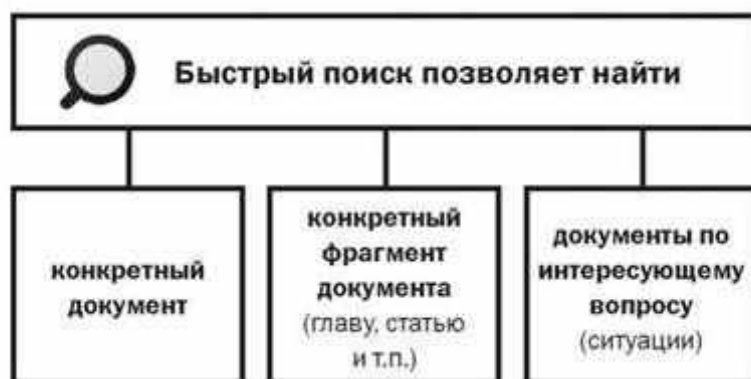 Быстрый поиск позволяет найти
конкретный
документ
конкретный
фрагмент
документа
(главу, статью
и т.п.)
документы по
интересующему
вопросу
(ситуации)